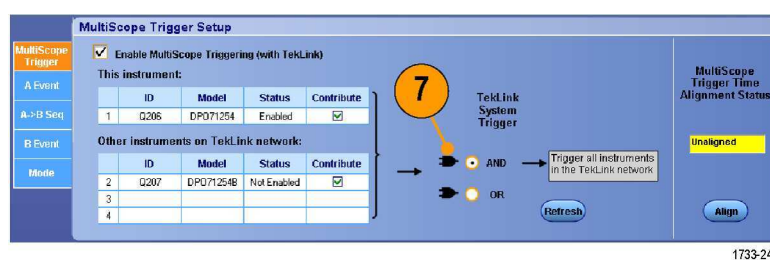 MultiScope Trigger Setup
MultiScope
Trigger
A Event
A->B Seq
B Event
Mode
Enable MultiScope Triggering (with TekLink)
This instrument:
ID Model Status Contribute
1 Q206 DPO71254 Enabled
Other instruments on TekLink network:
ID Model Status Contribute
2 Q207 DPO71254B Not Enabled
3
4
7
TekLink
System
Trigger
AND
OR
Trigger all instruments
in the TekLink network
Refresh
MultiScope
Trigger Time
Alignment Status
Unaligned
Align
1733-24